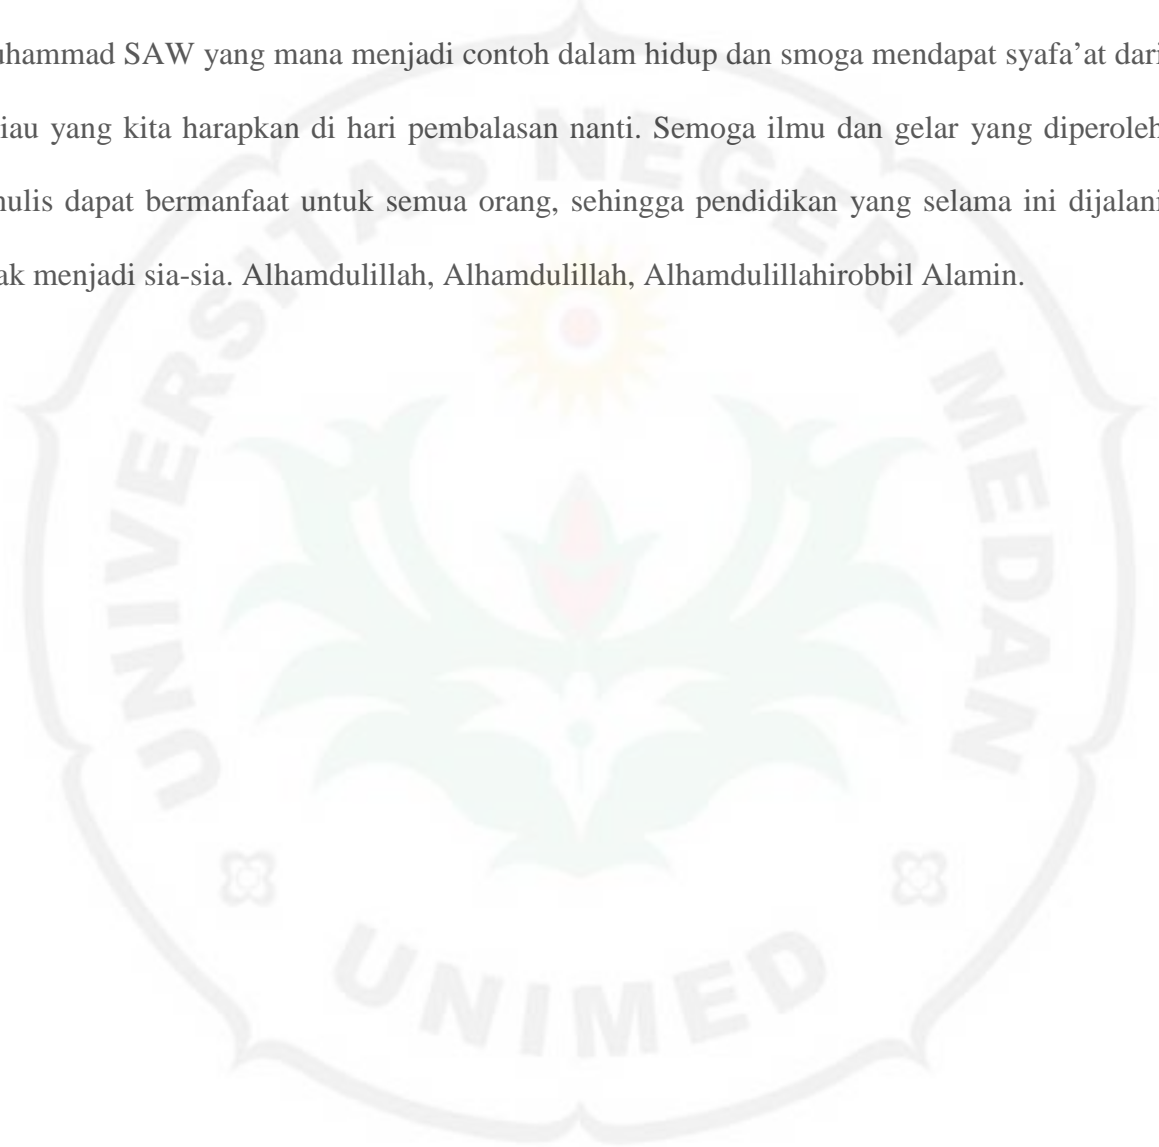 uhammad SAW yang mana menjadi contoh dalam hidup dan smoga mendapat syafa’at dari
iau yang kita harapkan di hari pembalasan nanti. Semoga ilmu dan gelar yang diperoleh
nulis dapat bermanfaat untuk semua orang, sehingga pendidikan yang selama ini dijalani
ak menjadi sia-sia. Alhamdulillah, Alhamdulillah, Alhamdulillahirobbil Alamin.
UNIVERSITAS NEGERI MEDAN
UNIMED